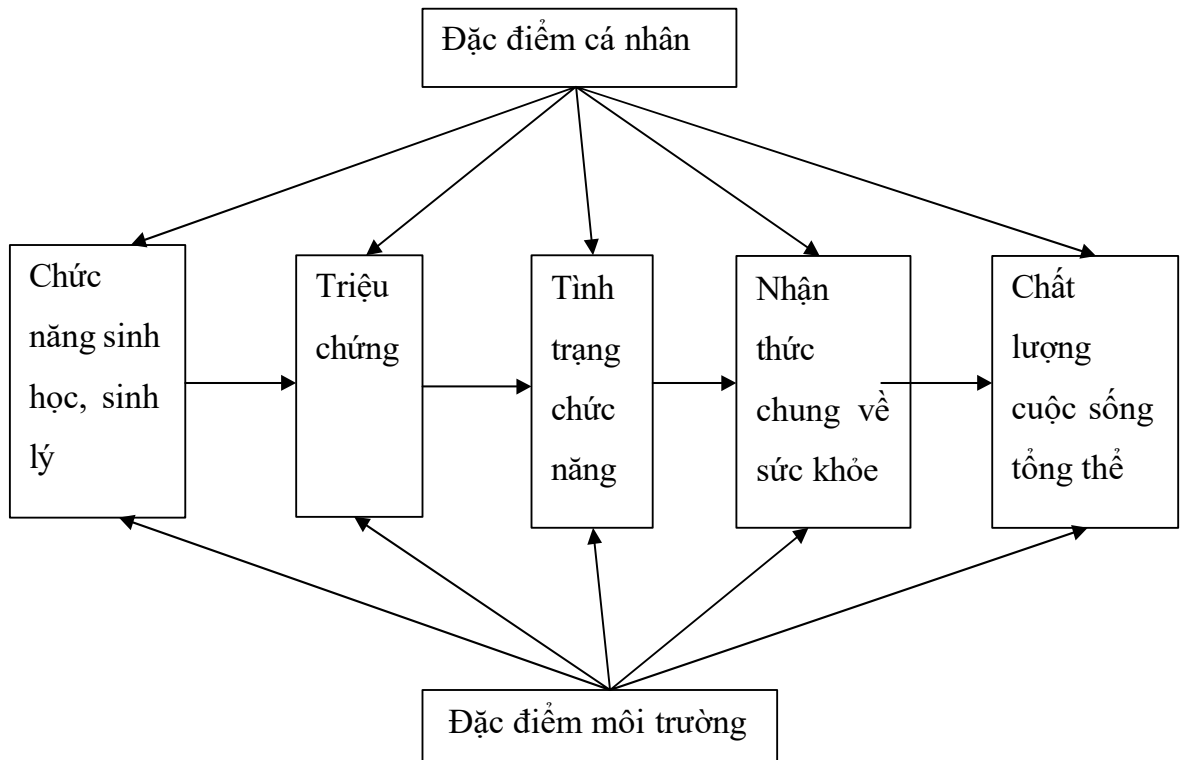 Đặc điểm cá nhân
Chức
năng sinh
học, sinh
lý
Triệu
chứng
Tình
trạng
chức
năng
Nhận
thức
chung về
sức khỏe
Chất
lượng
cuộc sống
tổng thể
Đặc điểm môi trường